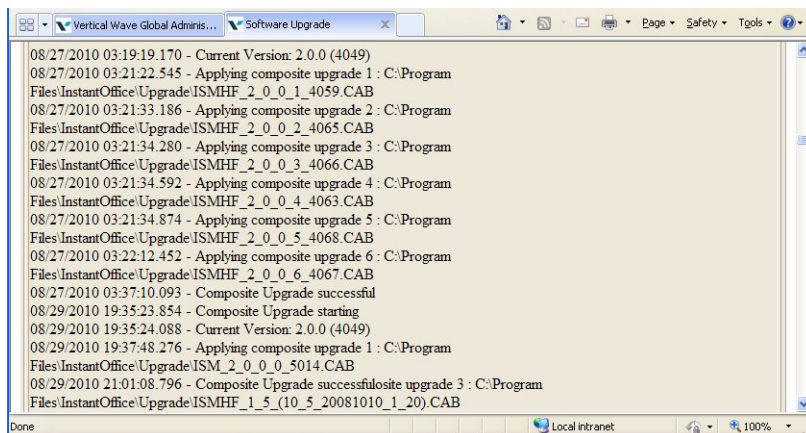 Vertical Wave Global Adminis...
Software Upgrade
Page
Safety
Tools
08/27/2010 03:19:19.170 - Current Version: 2.0.0 (4049)
08/27/2010 03:21:22.545 - Applying composite upgrade 1 : C:\Program
Files\InstantOffice\Upgrade\ISMHF_2_0_0_1_4059.CAB
08/27/2010 03:21:33.186 - Applying composite upgrade 2 : C:\Program
Files\InstantOffice\Upgrade\ISMHF_2_0_0_2_4065.CAB
08/27/2010 03:21:34.280 - Applying composite upgrade 3 : C:\Program
Files\InstantOffice\Upgrade\ISMHF_2_0_0_3_4066.CAB
08/27/2010 03:21:34.592 - Applying composite upgrade 4 : C:\Program
Files\InstantOffice\Upgrade\ISMHF_2_0_0_4_4063.CAB
08/27/2010 03:21:34.874 - Applying composite upgrade 5 : C:\Program
Files\InstantOffice\Upgrade\ISMHF_2_0_0_5_4068.CAB
08/27/2010 03:22:12.452 - Applying composite upgrade 6 : C:\Program
Files\InstantOffice\Upgrade\ISMHF_2_0_0_6_4067.CAB
08/27/2010 03:37:10.093 - Composite Upgrade successful
08/29/2010 19:35:23.854 - Composite Upgrade starting
08/29/2010 19:35:24.088 - Current Version: 2.0.0 (4049)
08/29/2010 19:37:48.276 - Applying composite upgrade 1 : C:\Program
Files\InstantOffice\Upgrade\ISM_2_0_0_0_5014.CAB
08/29/2010 21:01:08.796 - Composite Upgrade successfulosite upgrade 3 : C:\Program
Files\InstantOffice\Upgrade\ISMHF_1_5_(10_5_20081010_1_20).CAB
Done
Local intranet
100%